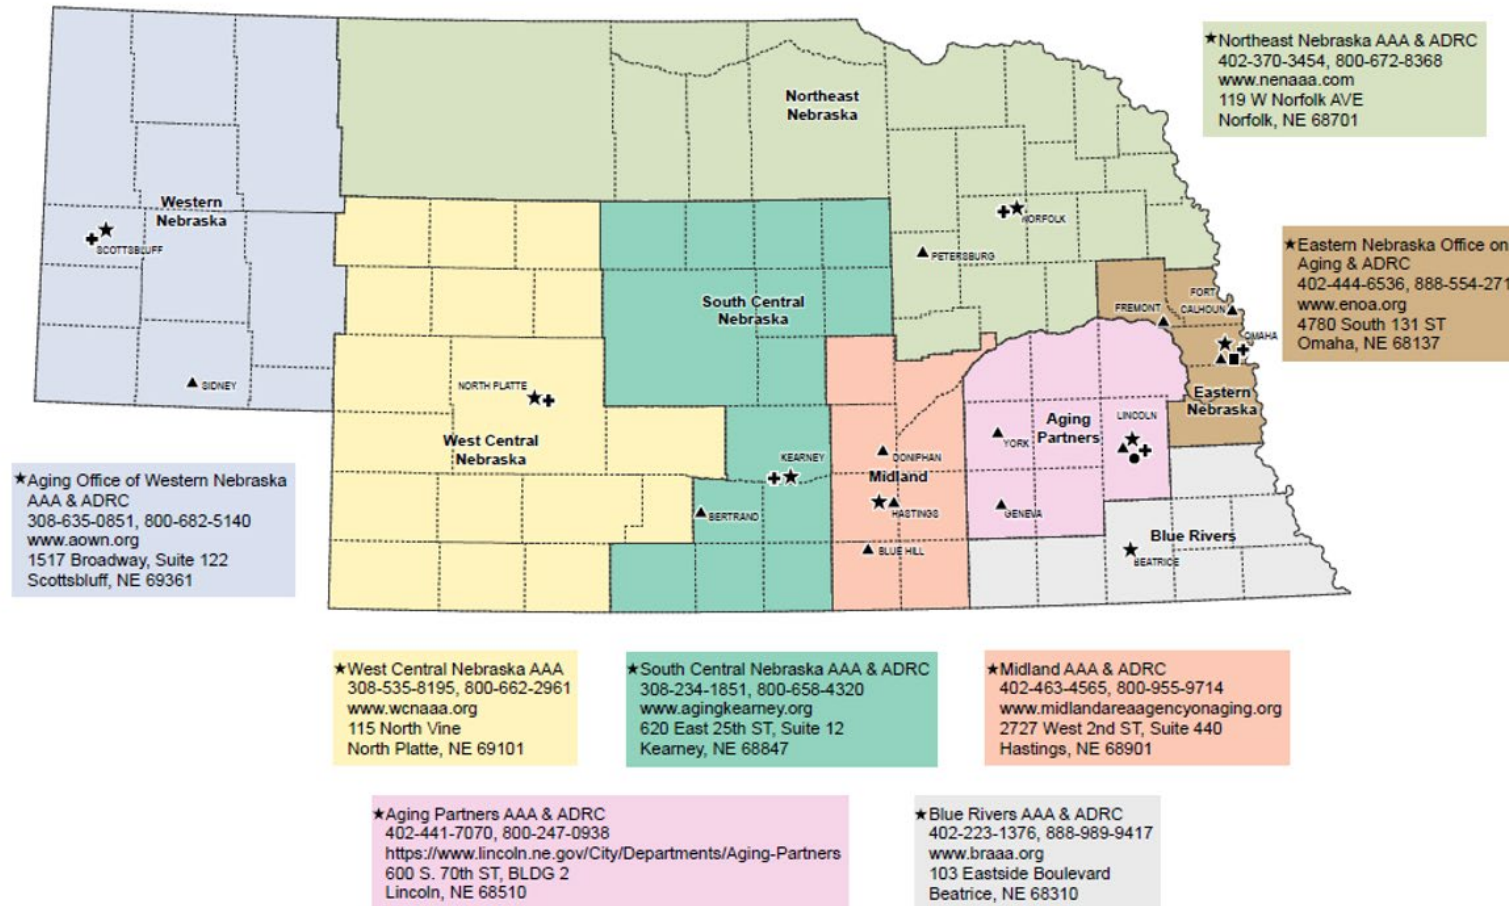 Northeast
Nebraska
★Northeast Nebraska AAA & ADRC
402-370-3454, 800-672-8368
www.nenaaa.com
119 W Norfolk AVE
Norfolk, NE 68701
Western
Nebraska
SCOTTSBLUFF
SIDNEY
NORFOLK
PETERSBURG
★Eastern Nebraska Office on
Aging & ADRC
402-444-6536, 888-554-271
www.enoa.org
4780 South 131 ST
Omaha, NE 68137
South Central
Nebraska
FREMONT
FORT
CALHOUN
OMAHA
Eastern
Nebraska
NORTH PLATTE
West Central
Nebraska
KEARNEY
BERTRAND
DONIPHAN
Midland
HASTINGS
BLUE HILL
Aging
Partners
LINCOLN
YORK
GENEVA
Blue Rivers
BEATRICE
★Aging Office of Western Nebraska
AAA & ADRC
308-635-0851, 800-682-5140
www.aown.org
1517 Broadway, Suite 122
Scottsbluff, NE 69361
★West Central Nebraska AAA
308-535-8195, 800-662-2961
www.wcnaaa.org
115 North Vine
North Platte, NE 69101
★South Central Nebraska AAA & ADRC
308-234-1851, 800-658-4320
www.agingkearney.org
620 East 25th ST, Suite 12
Kearney, NE 68847
★Midland AAA & ADRC
402-463-4565, 800-955-9714
www.midlandareaagencyonaging.org
2727 West 2nd ST, Suite 440
Hastings, NE 68901
★Aging Partners AAA & ADRC
402-441-7070, 800-247-0938
https://www.lincoln.ne.gov/City/Departments/Aging-Partners
600 S. 70th ST, BLDG 2
Lincoln, NE 68510
★Blue Rivers AAA & ADRC
402-223-1376, 888-989-9417
www.braaa.org
103 Eastside Boulevard
Beatrice, NE 68310